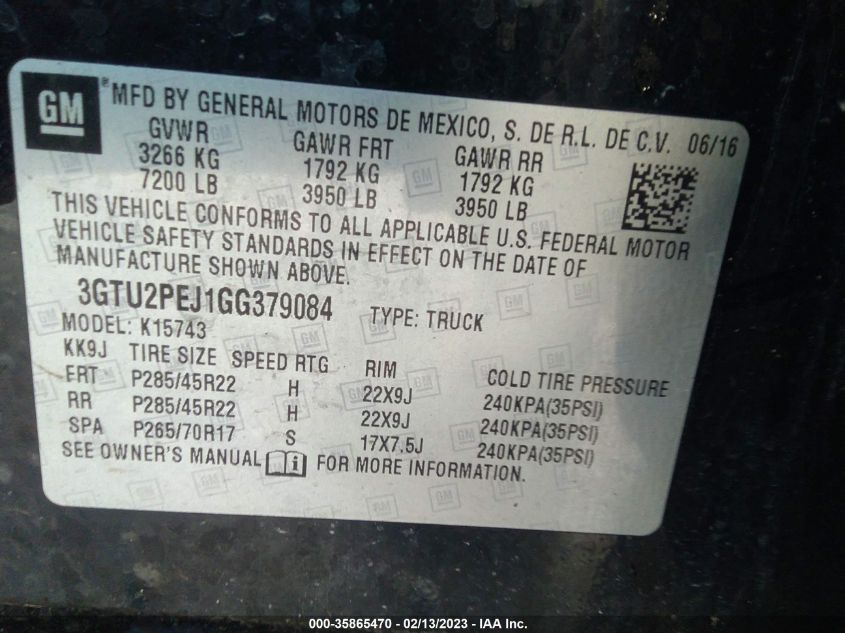 GM ® MFD BY GENERAL MOTORS DE MEXICO, S. DE R.L. DE C.V. 06/16
GVWR GAWR FRT GAWR RR
3266 KG 1792 KG 1792 KG
7200 LB 3950 LB 3950 LB
THIS VEHICLE CONFORMS TO ALL APPLICABLE U.S. FEDERAL MOTOR
VEHICLE SAFETY STANDARDS IN EFFECT ON THE DATE OF
MANUFACTURE SHOWN ABOVE.
3GTU2PEJ1GG379084 TYPE: TRUCK
MODEL: K15743
KK9J TIRE SIZE SPEED RTG RIM COLD TIRE PRESSURE
FRT P285/45R22 H 22X9J 240KPA(35PSI)
RR P285/45R22 H 22X9J 240KPA(35PSI)
SPA P265/70R17 S 17X7.5J 240KPA(35PSI)
SEE OWNER'S MANUAL i FOR MORE INFORMATION.
000-35865470 - 02/13/2023 - IAA Inc.